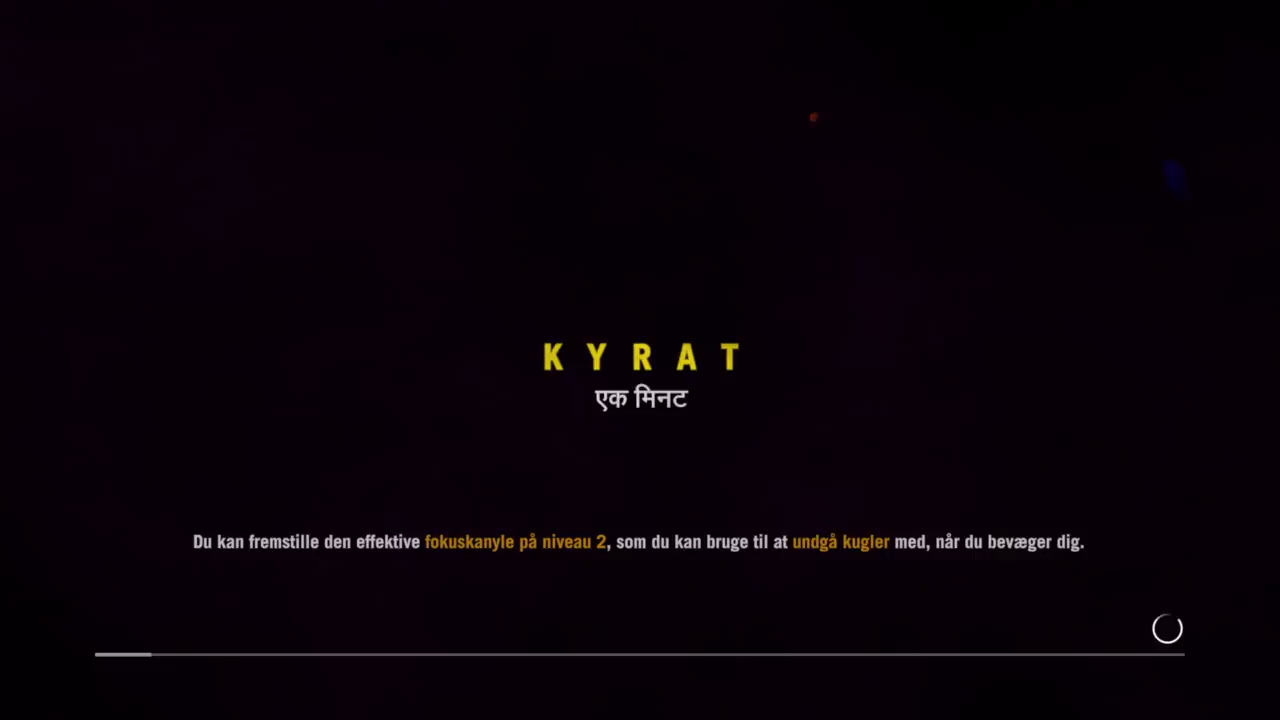 KYRAT
एक मिनट
Du kan fremstille den effektive fokuskanyle på niveau 2, som du kan bruge til at undgå kugler med, når du bevæger dig.